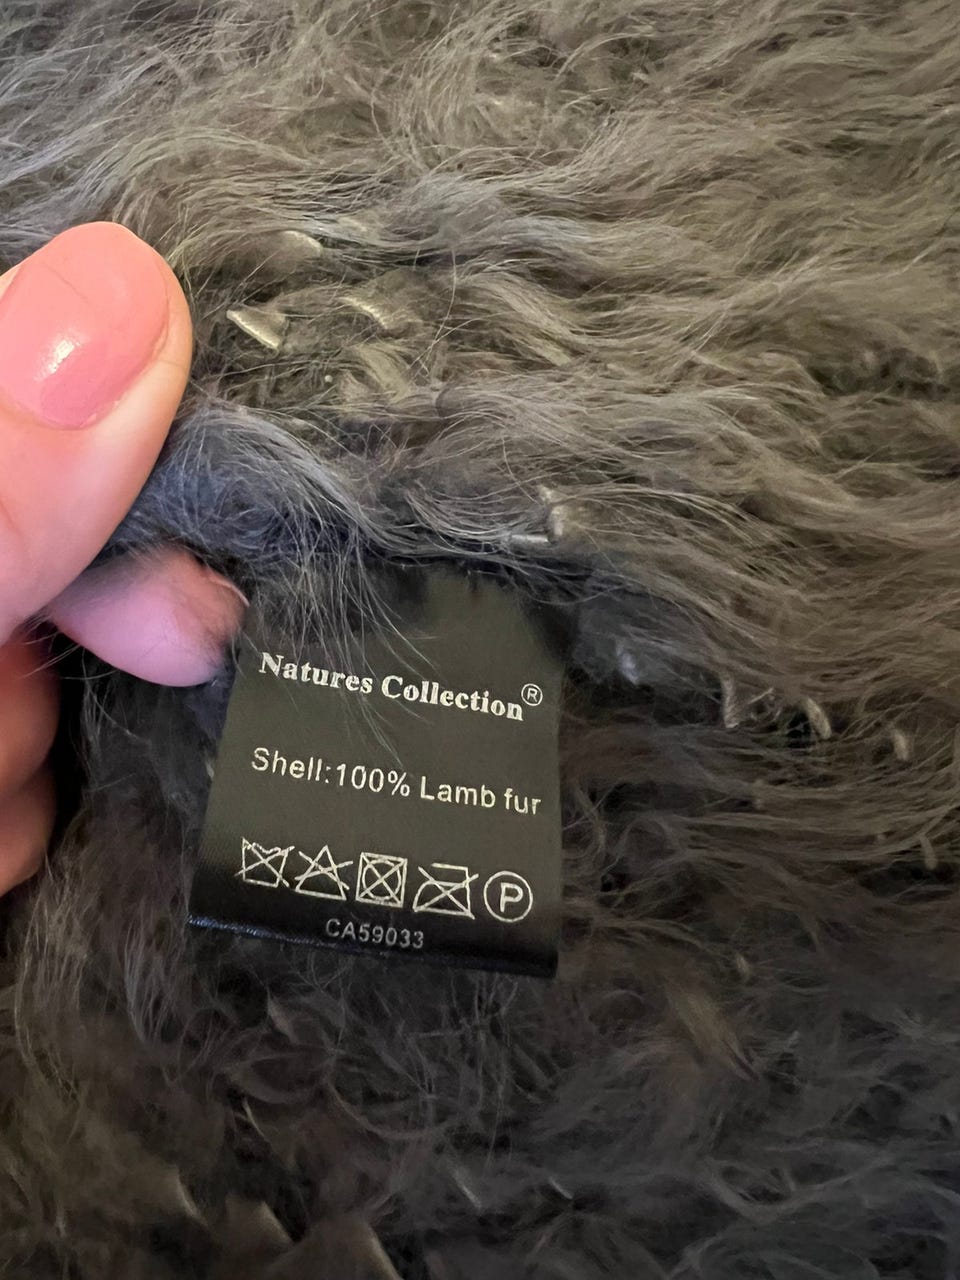 Natures Collection®
Shell:100% Lamb fur
P
CA59033